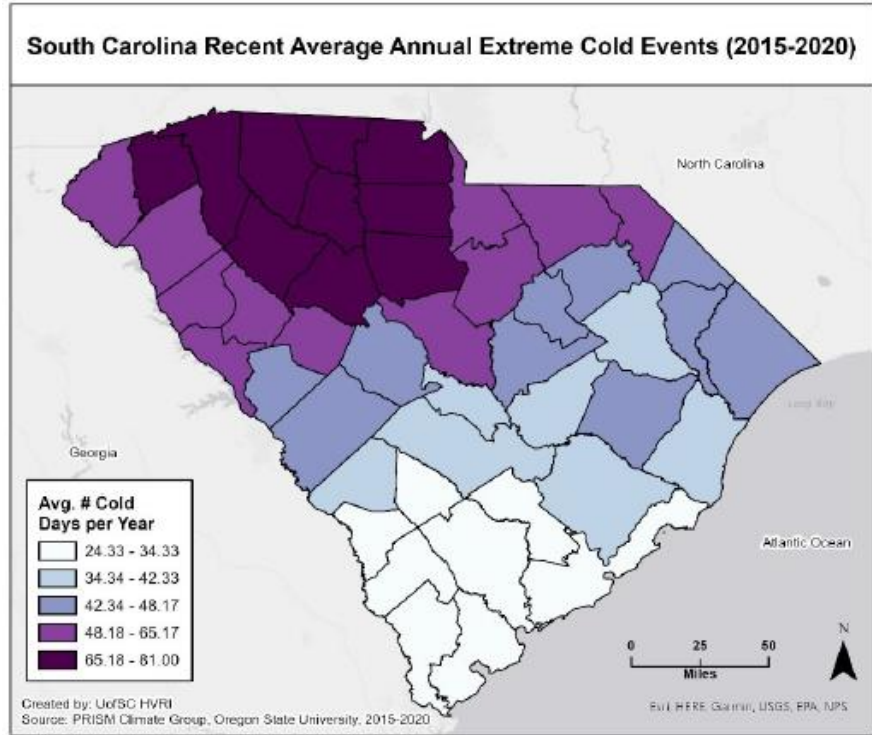 South Carolina Recent Average Annual Extreme Cold Events (2015-2020)
North Carolina
Georgia
Avg. # Cold
Days per Year
24.33 - 34.33
34.34 - 42.33
42.34 - 48.17
48.18 - 65.17
65.18 - 81.00
Atlantic Ocean
N
0 25 50
Miles
Created by: UofSC HVRI
Source: PRISM Climate Group, Oregon State University, 2015-2020
Esri, HERE, Garmin, USGS, EPA, NPS